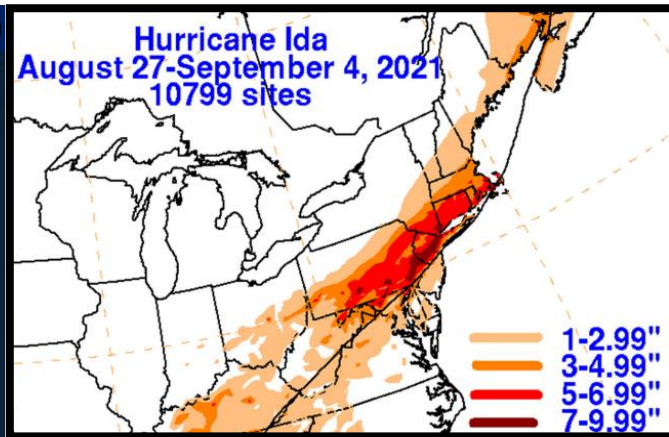 Hurricane Ida
August 27-September 4, 2021
10799 sites
1-2.99"
3-4.99"
5-6.99"
7-9.99"